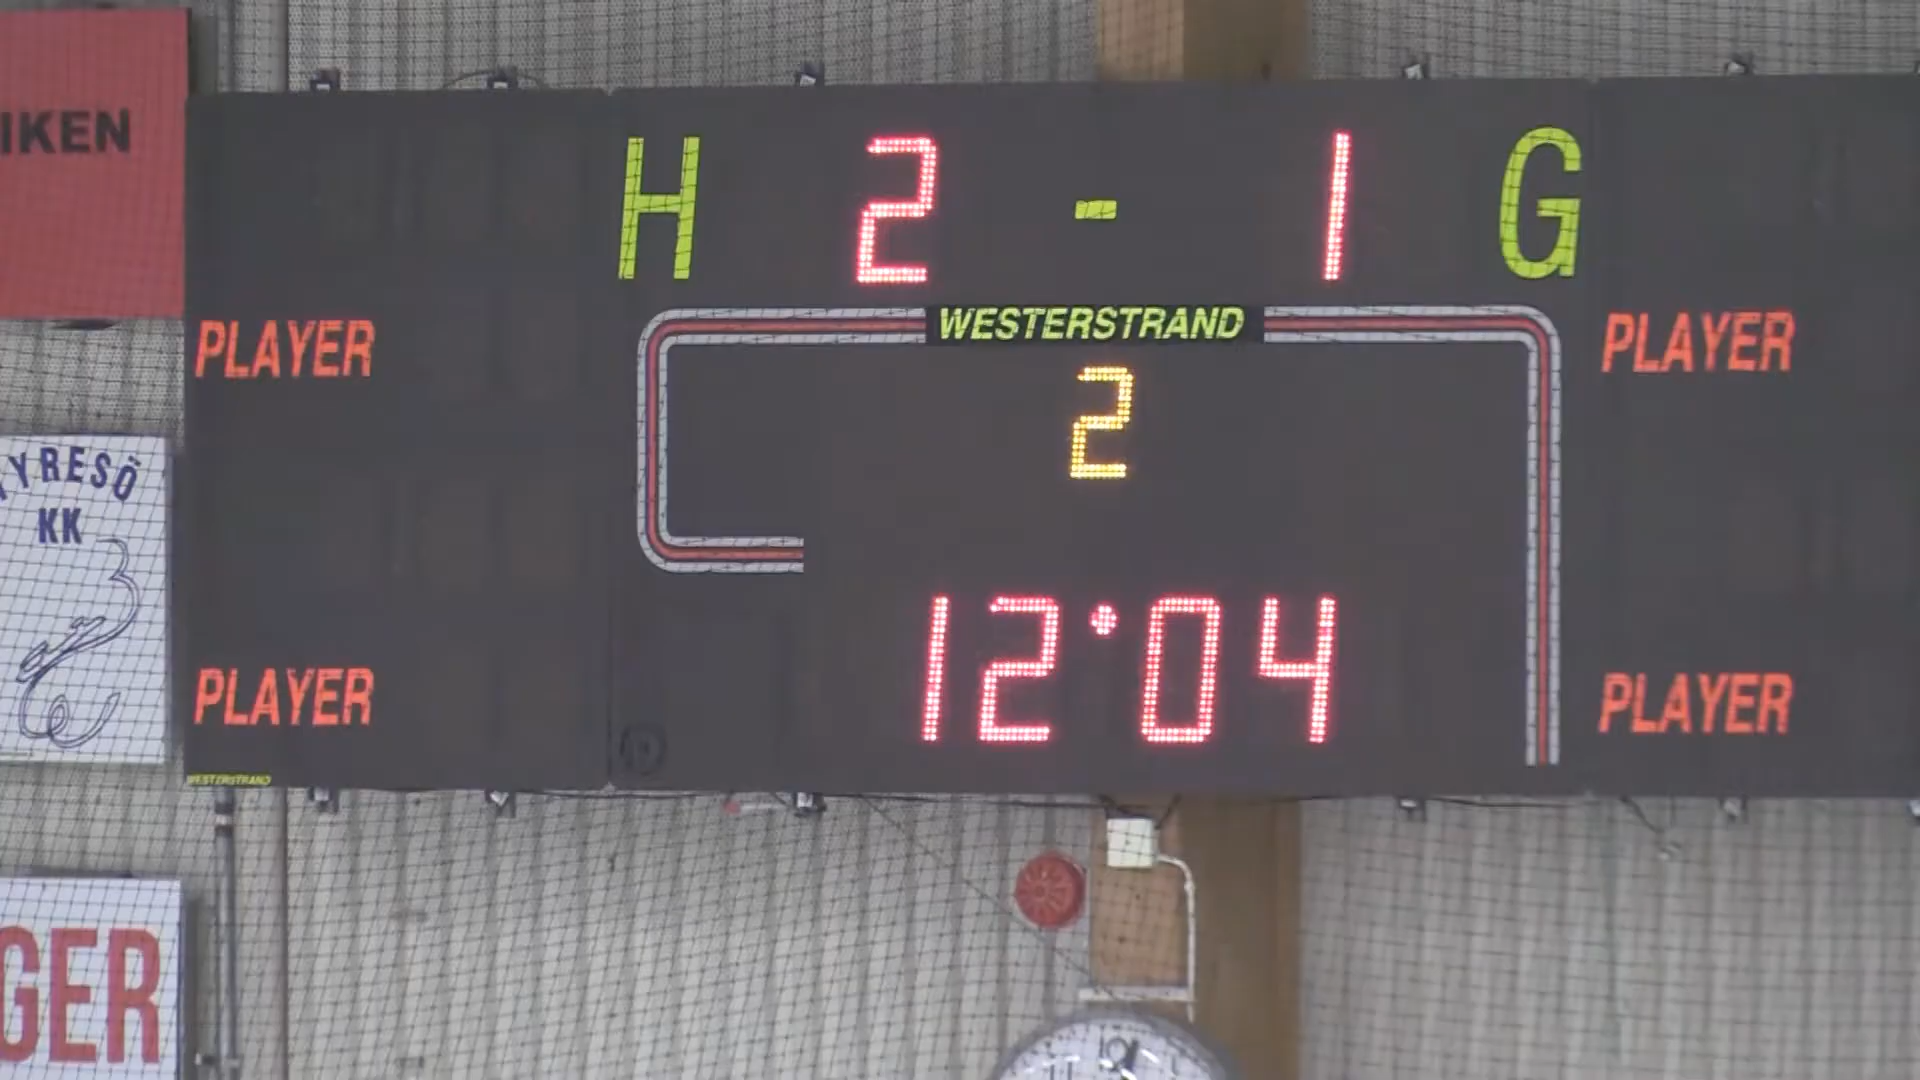 IKEN
H 2 - 1 G
WESTERSTRAND
PLAYER
PLAYER
2
YRESÖ
KK
12:04
PLAYER
PLAYER
WESTERSTRAND
GER